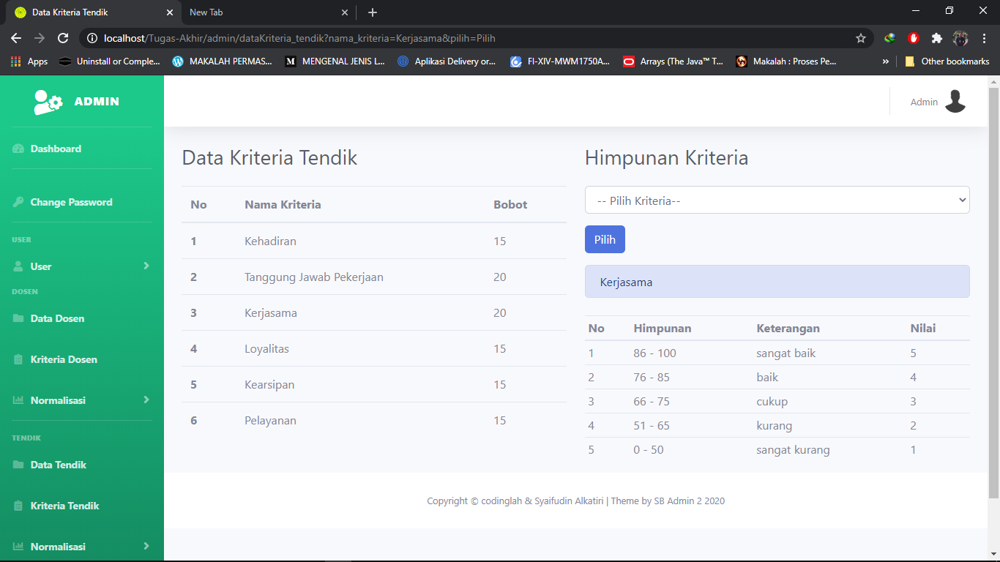 Data Kriteria Tendik
New Tab
localhost/Tugas-Akhir/admin/dataKriteria_tendik?nama_kriteria=Kerjasama&pilih=Pilih
Apps Uninstall or Comple... MAKALAH PERMAS... MENGENAL JENIS L... Aplikasi Delivery or... FI-XIV-MWM1750A... Arrays (The Java™ T... Makalah : Proses Pe... » Other bookmarks
ADMIN
Dashboard
Change Password
USER
User
DOSEN
Data Dosen
Kriteria Dosen
Normalisasi
TENDIK
Data Tendik
Kriteria Tendik
Normalisasi
Admin
Data Kriteria Tendik
No Nama Kriteria Bobot
1 Kehadiran 15
2 Tanggung Jawab Pekerjaan 20
3 Kerjasama 20
4 Loyalitas 15
5 Kearsipan 15
6 Pelayanan 15
Himpunan Kriteria
-- Pilih Kriteria--
Pilih
Kerjasama
No Himpunan Keterangan Nilai
1 86 - 100 sangat baik 5
2 76 - 85 baik 4
3 66 - 75 cukup 3
4 51 - 65 kurang 2
5 0 - 50 sangat kurang 1
Copyright © codinglah & Syaifudin Alkatiri | Theme by SB Admin 2 2020